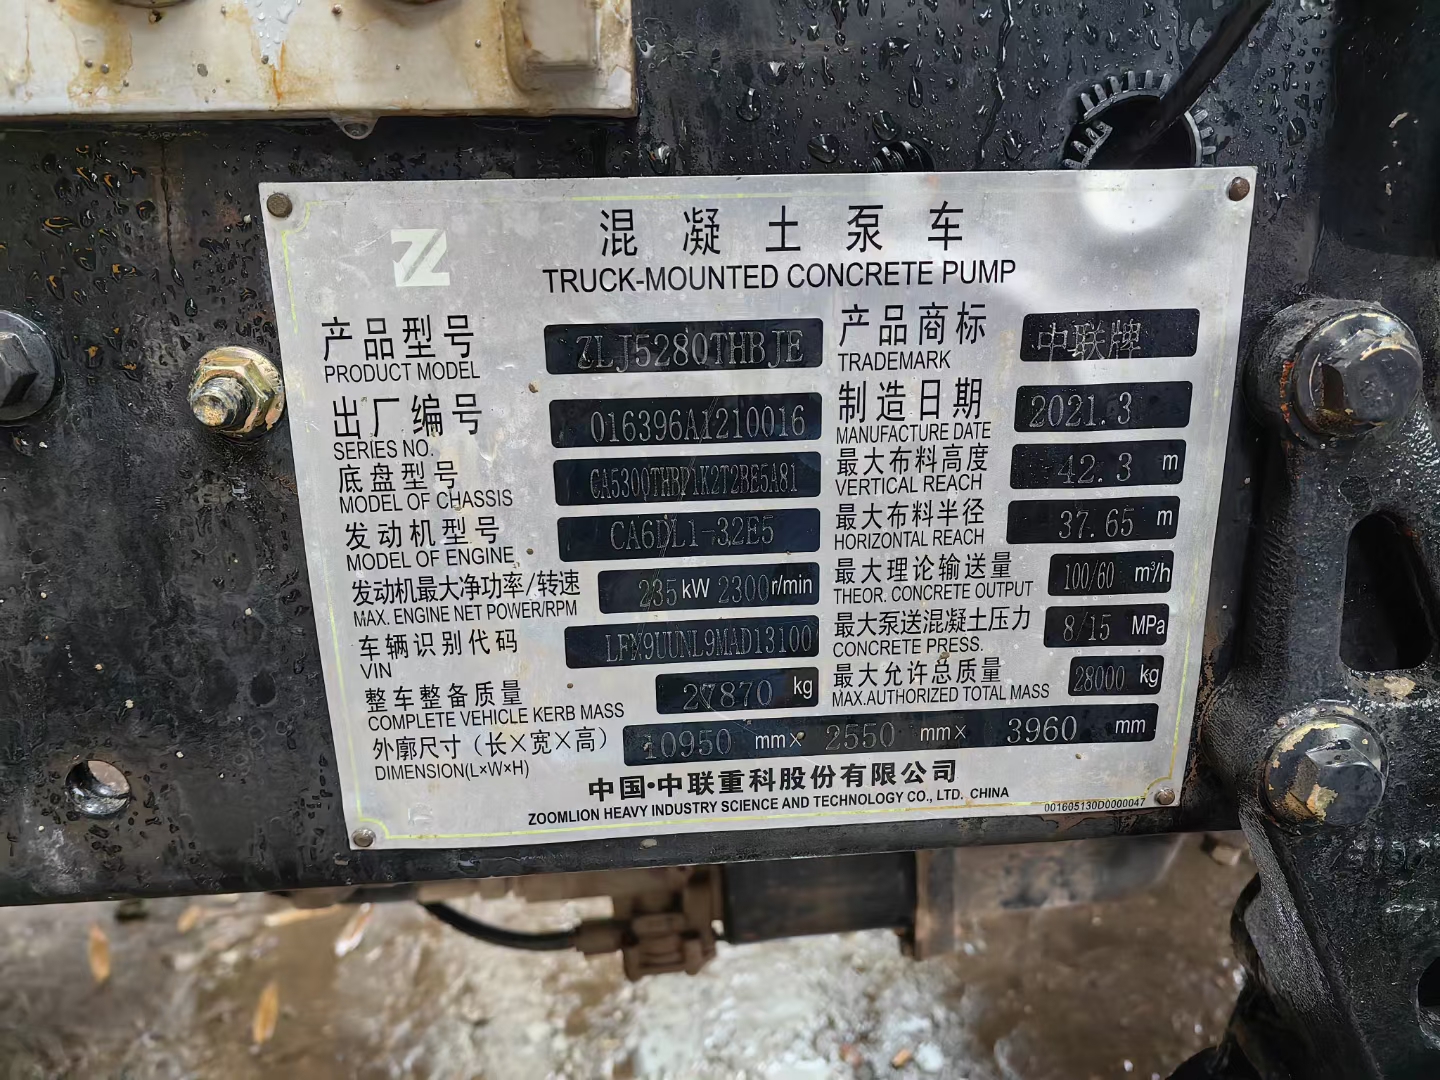 混凝土泵车
TRUCK-MOUNTED CONCRETE PUMP
产品型号 ZLJ5280THBJE
PRODUCT MODEL
产品商标 中联牌
TRADEMARK
出厂编号 016396A1210016
SERIES NO.
制造日期 2021.3
MANUFACTURE DATE
底盘型号 CA5300THBP1K2T2BE5A81
MODEL OF CHASSIS
最大布料高度 42.3 m
VERTICAL REACH
发动机型号 CA6DL1-32E5
MODEL OF ENGINE
最大布料半径 37.65 m
HORIZONTAL REACH
发动机最大净功率/转速 235 kW 2300 r/min
MAX. ENGINE NET POWER/RPM
最大理论输送量 100/60 m³/h
THEOR. CONCRETE OUTPUT
车辆识别代码
VIN
最大泵送混凝土压力 8/15 MPa
CONCRETE PRESS.
整车整备质量 27870 kg
COMPLETE VEHICLE KERB MASS
最大允许总质量 28000 kg
MAX.AUTHORIZED TOTAL MASS
外廓尺寸（长×宽×高） 10950 mm× 2550 mm× 3960 mm
DIMENSION(L×W×H)
中国·中联重科股份有限公司
ZOOMLION HEAVY INDUSTRY SCIENCE AND TECHNOLOGY CO., LTD. CHINA
001605130D0000047